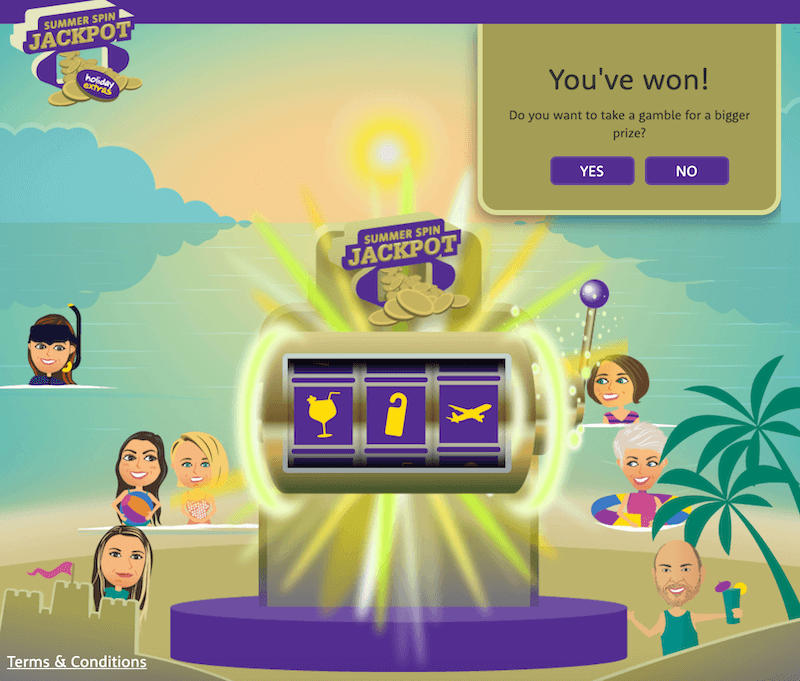 SUMMER SPIN
JACKPOT
holiday
extras
You've won!
Do you want to take a gamble for a bigger
prize?
YES
NO
SUMMER SPIN
JACKPOT
Terms & Conditions